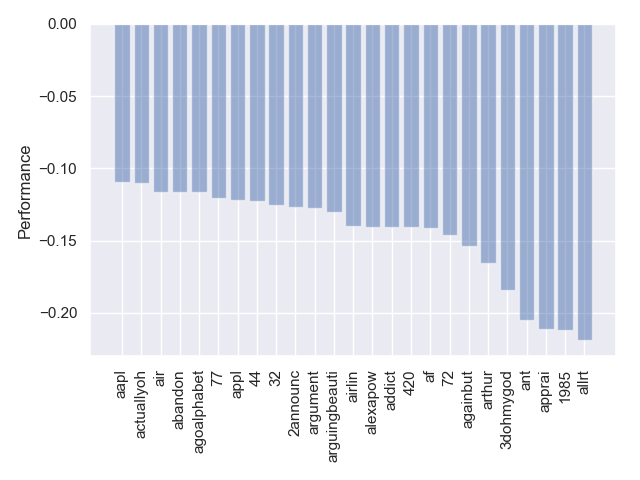 0.00
−0.05
−0.10
−0.15
−0.20
Performance
aapl
actuallyoh
air
abandon
agoalphabet
77
appl
44
32
2announc
argument
arguingbeauti
airlin
alexapow
addict
420
af
72
againbut
arthur
3dohmygod
ant
apprai
1985
allrt